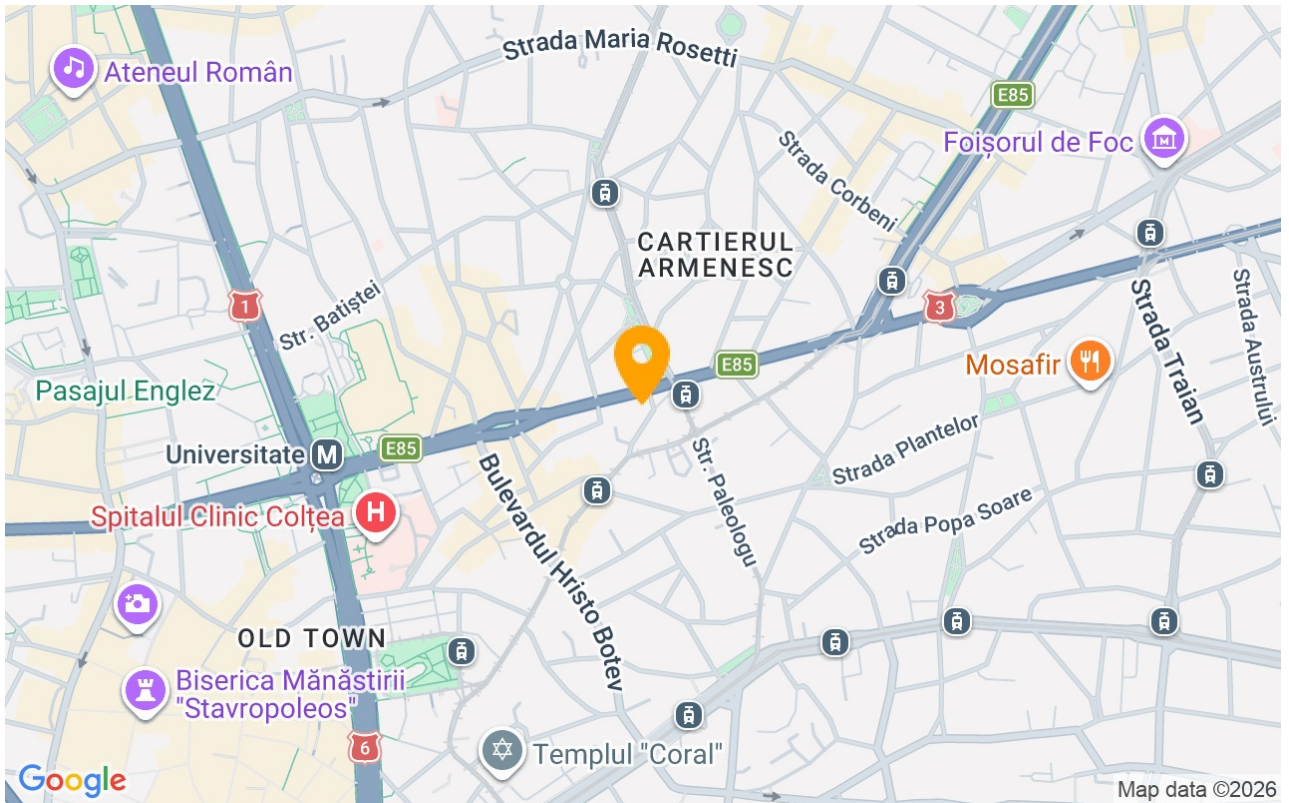 Strada Maria Rosetti
Ateneul Român
E85
Foișorul de Foc
Strada Corbeni
CARTIERUL
ARMENESC
1
3
Str. Batiștei
Strada Traian
Strada Austrului
E85
Mosafir
Pasajul Englez
Universitate
M
E85
Strada Plantelor
Str. Paleologu
Spitalul Clinic Colțea
H
Bulevardul Hristo Botev
Strada Popa Soare
OLD TOWN
Biserica Mănăstirii
"Stavropoleos"
6
Templul "Coral"
Google
Map data ©2026